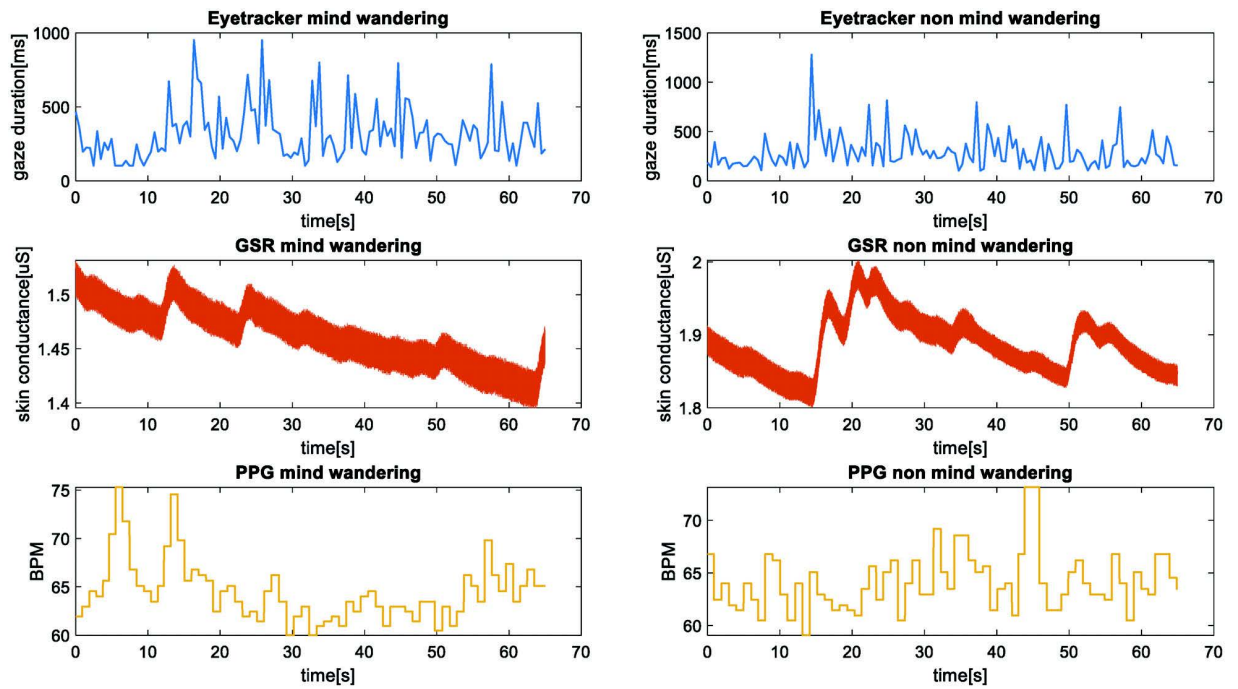 Eyetracker mind wandering
1000
500
0
gaze duration[ms]
0 10 20 30 40 50 60 70
time[s]
Eyetracker non mind wandering
1500
1000
500
0
gaze duration[ms]
0 10 20 30 40 50 60 70
time[s]
GSR mind wandering
1.5
1.45
1.4
skin conductance[uS]
0 10 20 30 40 50 60 70
time[s]
GSR non mind wandering
2
1.9
1.8
skin conductance[uS]
0 10 20 30 40 50 60 70
time[s]
PPG mind wandering
75
70
65
60
BPM
0 10 20 30 40 50 60 70
time[s]
PPG non mind wandering
70
65
60
BPM
0 10 20 30 40 50 60 70
time[s]